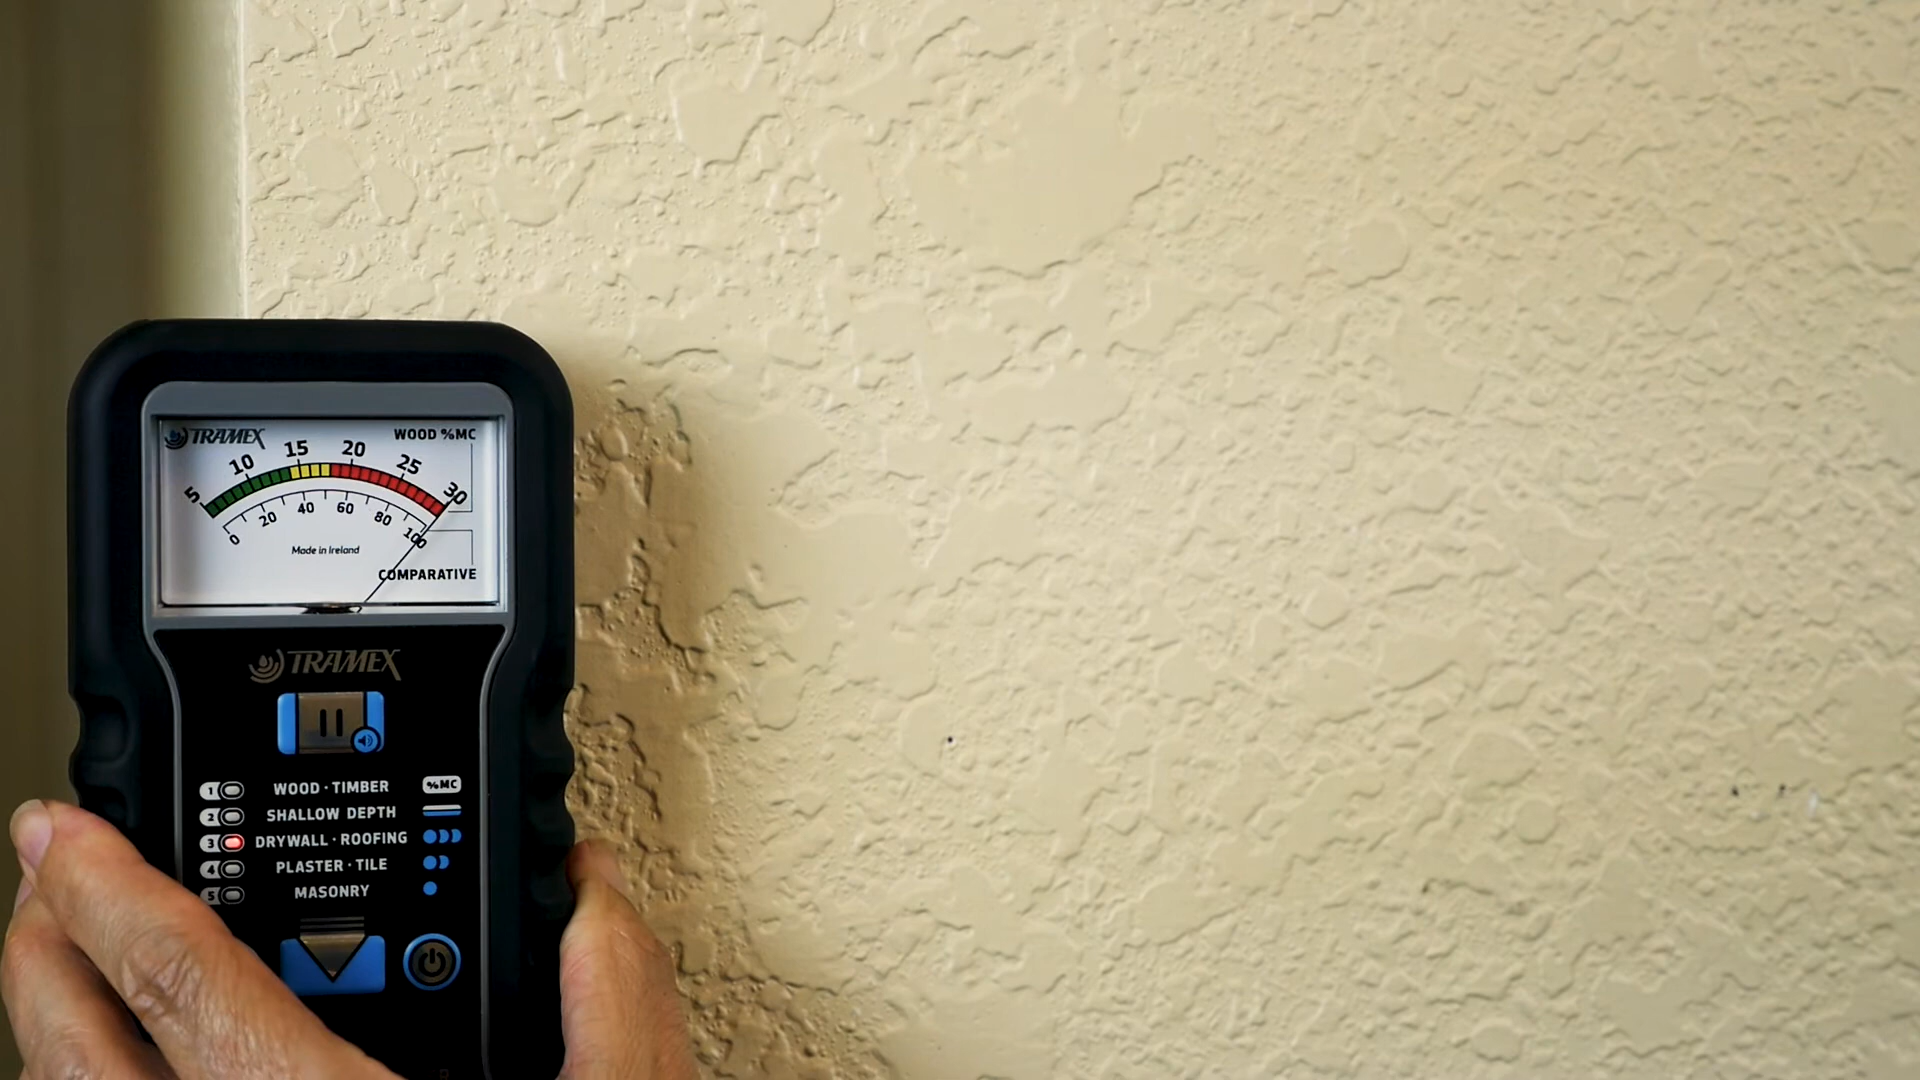 TRAMEX
WOOD %MC
5 10 15 20 25 30
0 20 40 60 80 100
Made in Ireland
COMPARATIVE
TRAMEX
1 WOOD · TIMBER %MC
2 SHALLOW DEPTH
3 DRYWALL · ROOFING
4 PLASTER · TILE
5 MASONRY